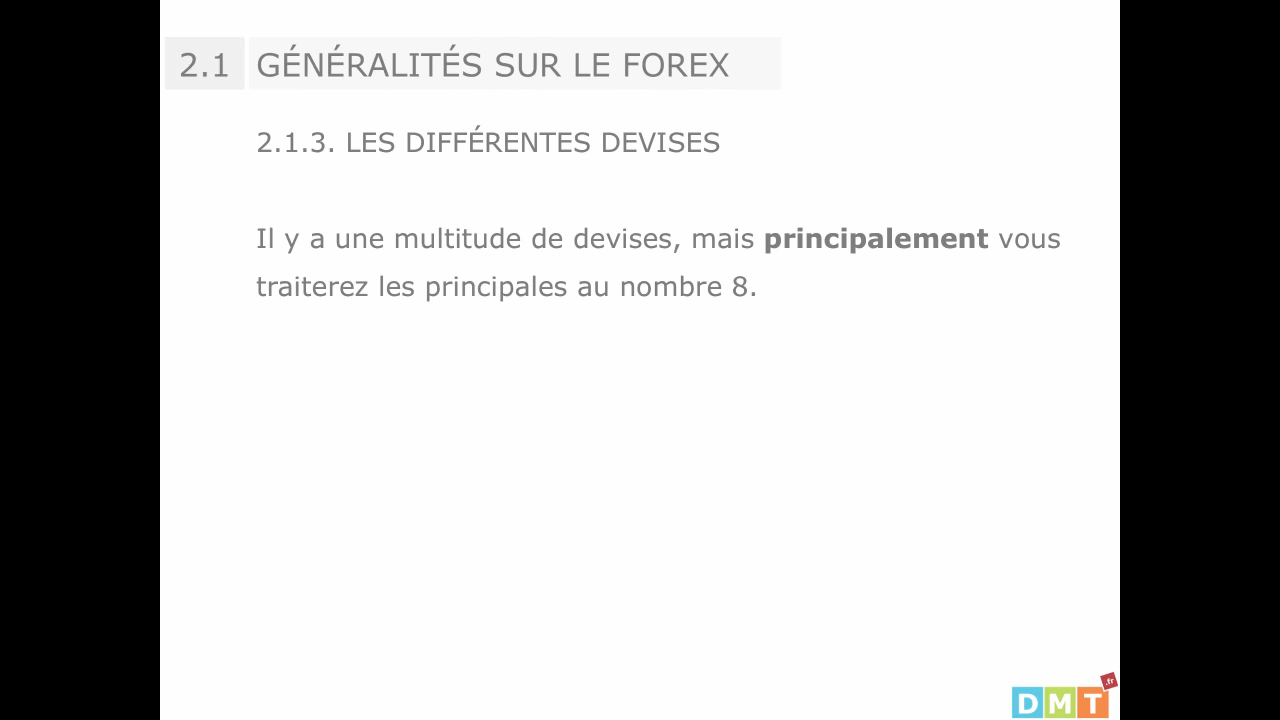 2.1 GÉNÉRALITÉS SUR LE FOREX
2.1.3. LES DIFFÉRENTES DEVISES
Il y a une multitude de devises, mais principalement vous
traiterez les principales au nombre 8.
.fr
DMT